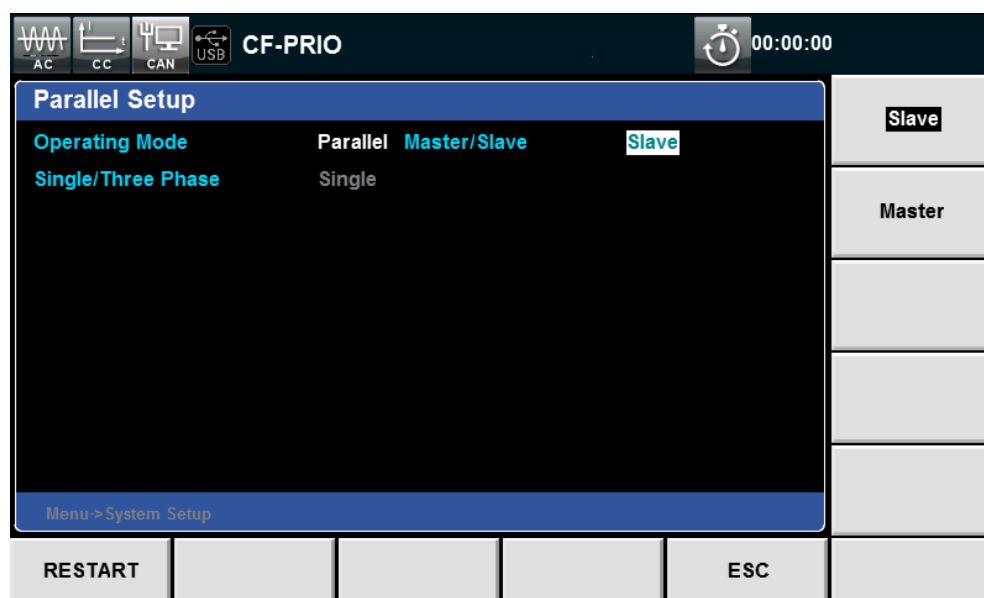 AC CC CAN USB CF-PRIO 00:00:00
Parallel Setup
Slave
Operating Mode Parallel Master/Slave Slave
Single/Three Phase Single
Master
Menu->System Setup
RESTART ESC